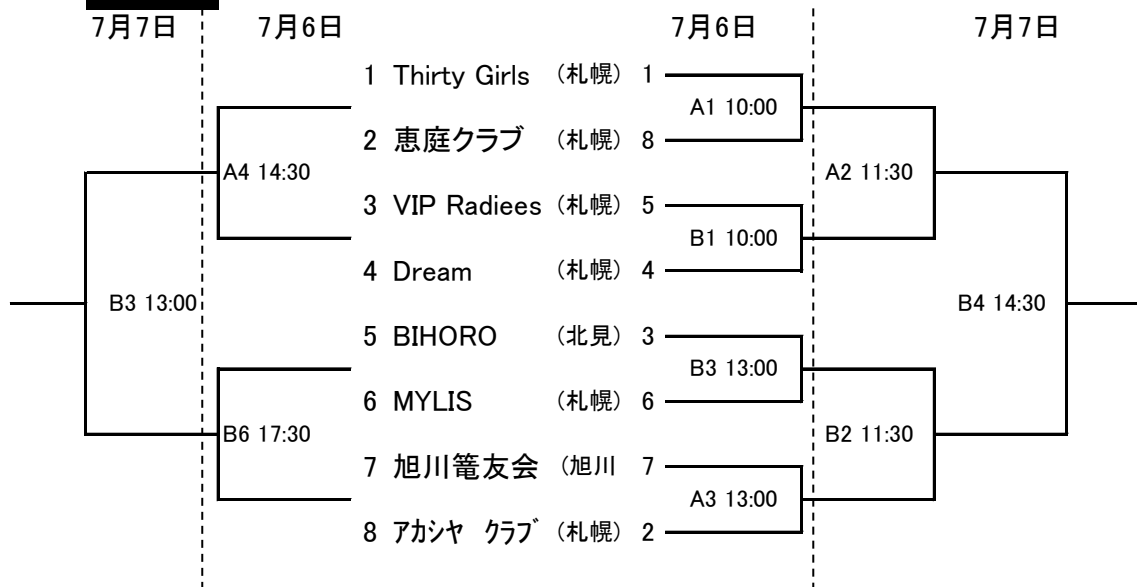 7月7日 7月6日 7月6日 7月7日
1 Thirty Girls (札幌) 1
A1 10:00
2 恵庭クラブ (札幌) 8
A4 14:30 A2 11:30
3 VIP Radiees (札幌) 5
B1 10:00
4 Dream (札幌) 4
B3 13:00 B4 14:30
5 BIHORO (北見) 3
B3 13:00
6 MYLIS (札幌) 6
B6 17:30 B2 11:30
7 旭川篭友会 (旭川 7
A3 13:00
8 アカシヤ クラブ (札幌) 2